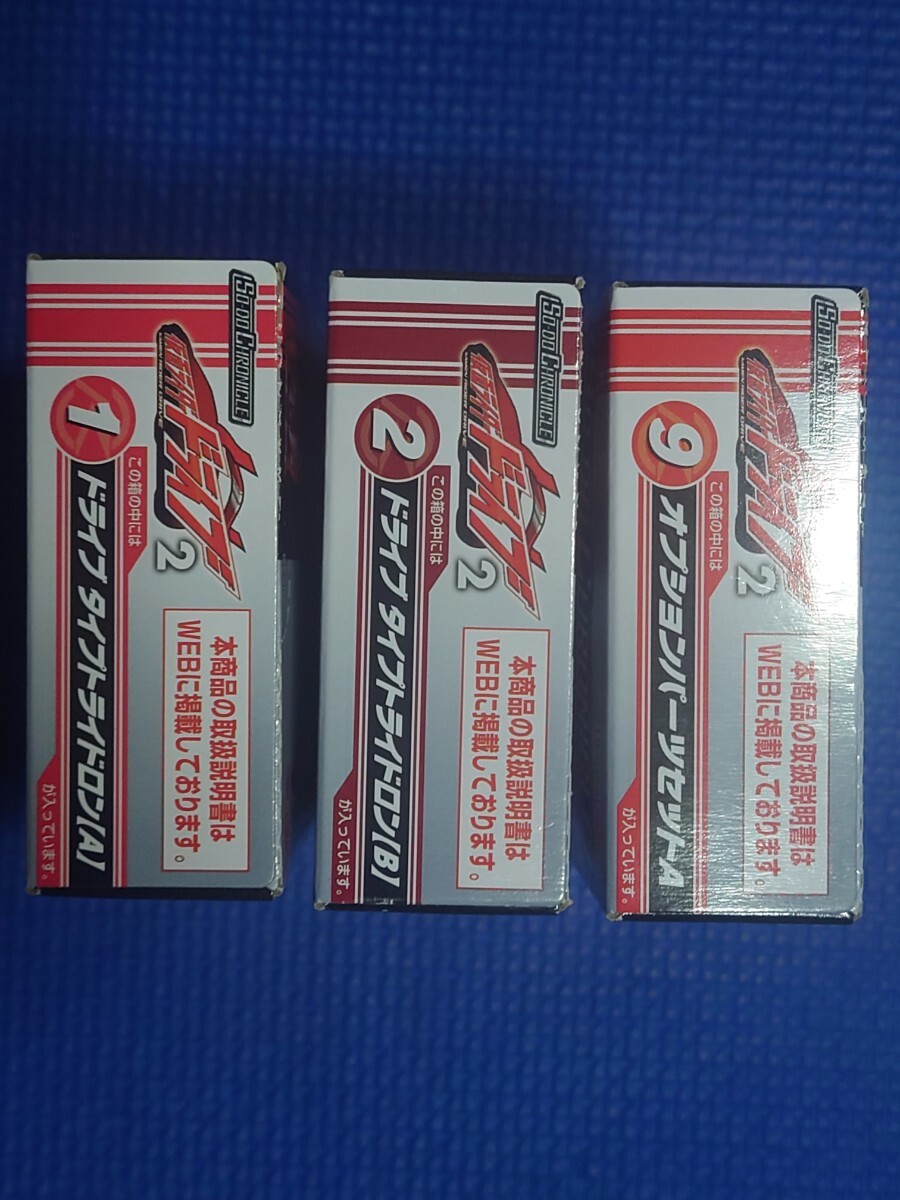 SO-DO CHRONICLE
仮面ライダードライブ
KAMEN RIDER DRIVE
2
1
この箱の中には
ドライブ タイプトライドロン[A]
が入っています。
本商品の取扱説明書は
WEBに掲載しております。
SO-DO CHRONICLE
仮面ライダードライブ
KAMEN RIDER DRIVE
2
2
この箱の中には
ドライブ タイプトライドロン[B]
が入っています。
本商品の取扱説明書は
WEBに掲載しております。
SO-DO CHRONICLE
仮面ライダードライブ
2
9
この箱の中には
オプションパーツセットA
が入っています。
本商品の取扱説明書は
WEBに掲載しております。